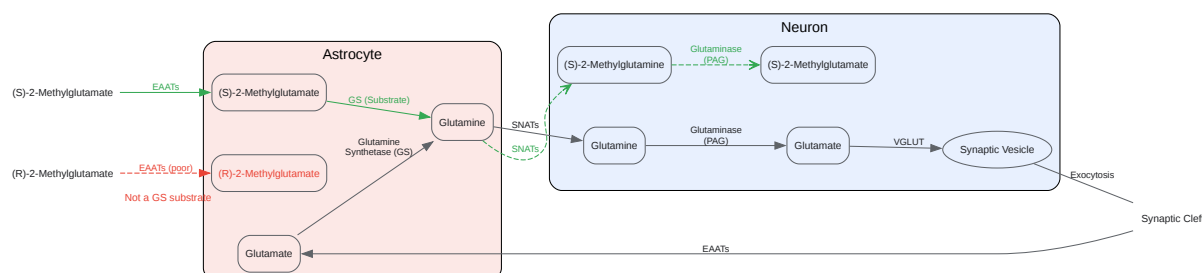 Neuron
Astrocyte
(S)-2-Methylglutamine
Glutaminase
(PAG)
(S)-2-Methylglutamate
(S)-2-Methylglutamate
EAATs
(S)-2-Methylglutamate
GS (Substrate)
Glutamine
SNATs
SNATs
Glutamine
Synthetase (GS)
Glutamine
Glutaminase
(PAG)
Glutamate
VGLUT
Synaptic Vesicle
(R)-2-Methylglutamate
EAATs (poor)
(R)-2-Methylglutamate
Not a GS substrate
Exocytosis
Synaptic Clef
Glutamate
EAATs